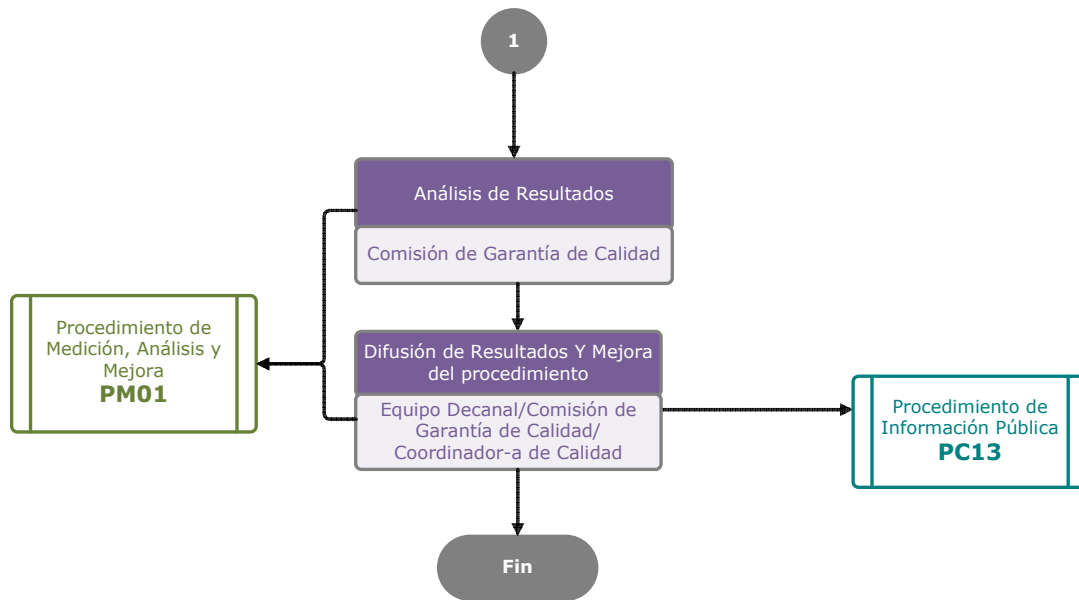 1
Análisis de Resultados
Comisión de Garantía de Calidad
Procedimiento de
Medición, Análisis y
Mejora
PM01
Difusión de Resultados Y Mejora
del procedimiento
Equipo Decanal/Comisión de
Garantía de Calidad/
Coordinador-a de Calidad
Procedimiento de
Información Pública
PC13
Fin